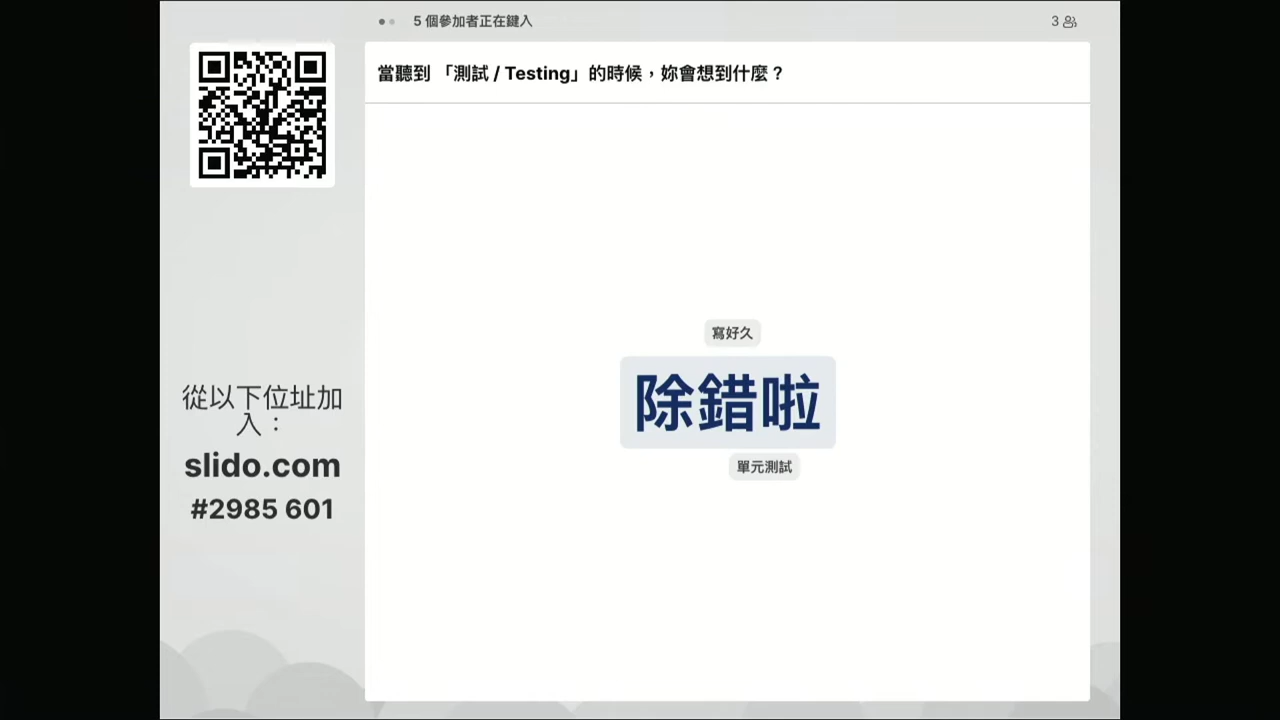 5 個參加者正在鍵入
3
當聽到 「測試 / Testing」的時候，妳會想到什麼？
寫好久
除錯啦
單元測試
從以下位址加
入：
slido.com
#2985 601